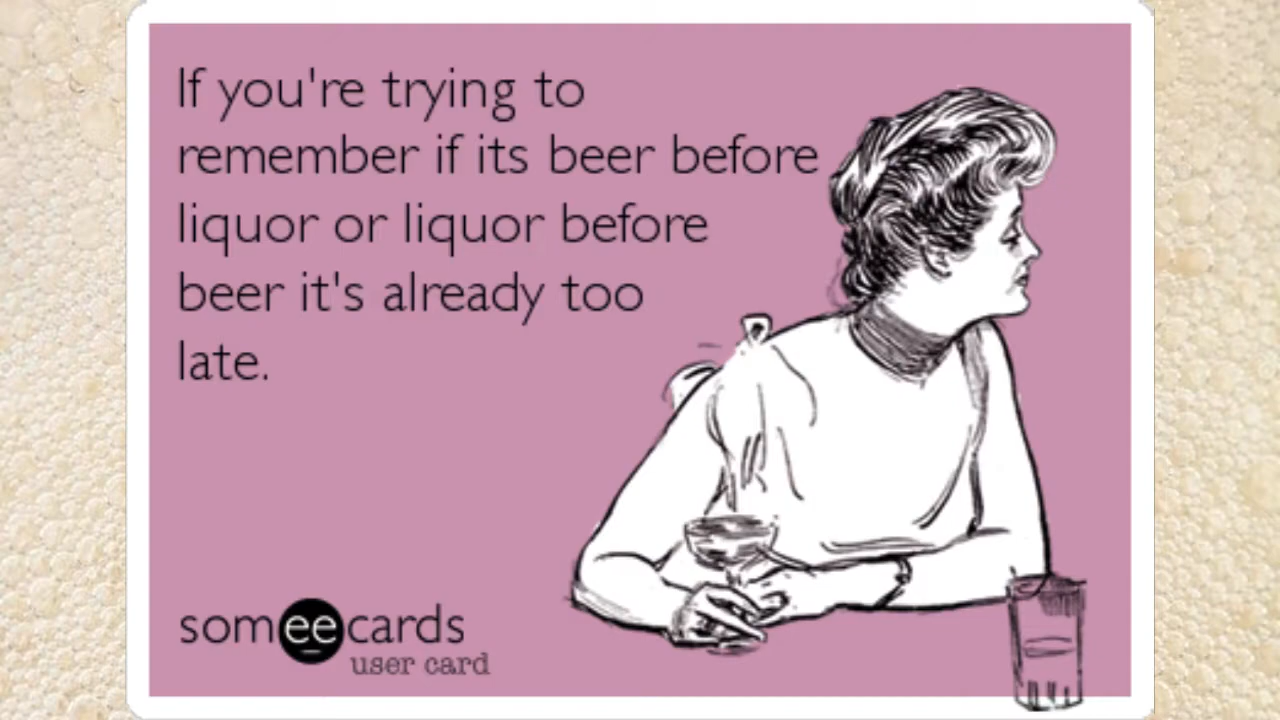 If you're trying to
remember if its beer before
liquor or liquor before
beer it's already too
late.
someecards
user card